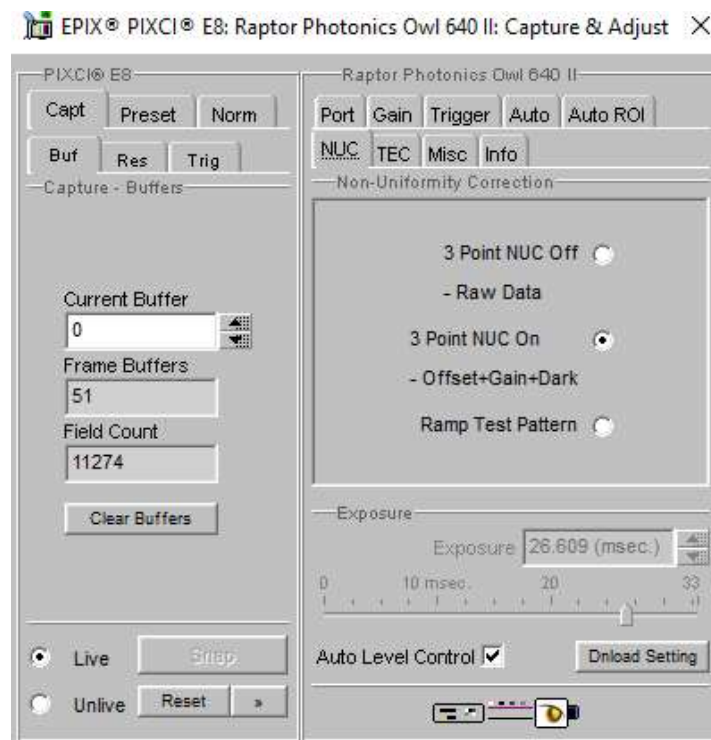 EPIX® PIXCI® E8: Raptor Photonics Owl 640 II: Capture & Adjust
PIXCI® E8
Capt Preset Norm
Buf Res Trig
Capture - Buffers
Current Buffer
0
Frame Buffers
51
Field Count
11274
Clear Buffers
Live Snap
Unlive Reset »
Raptor Photonics Owl 640 II
Port Gain Trigger Auto Auto ROI
NUC TEC Misc Info
Non-Uniformity Correction
3 Point NUC Off
- Raw Data
3 Point NUC On
- Offset+Gain+Dark
Ramp Test Pattern
Exposure
Exposure 26.609 (msec.)
0 10 msec. 20 33
Auto Level Control Dnload Setting